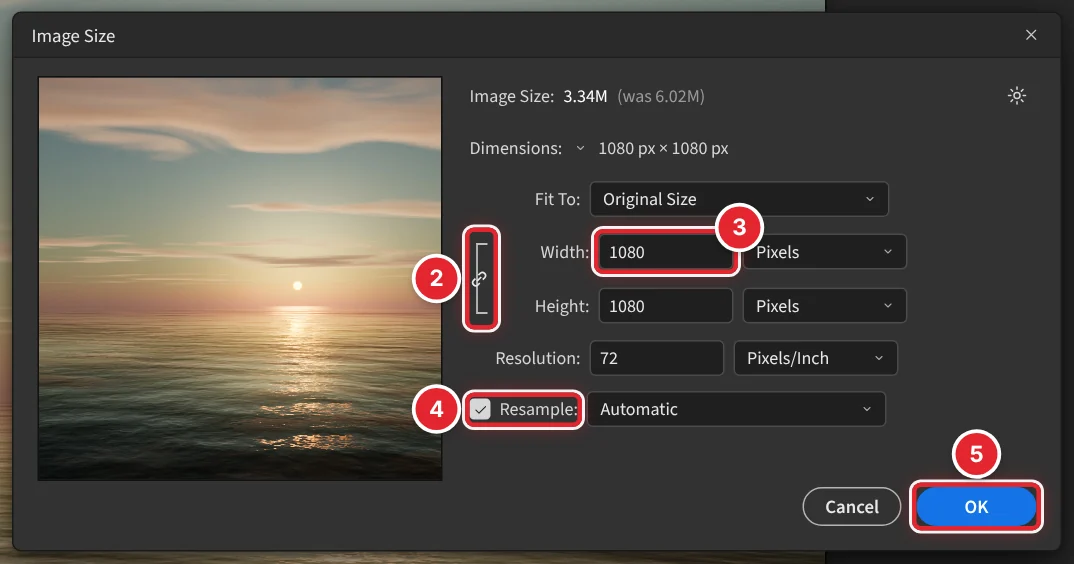 Image Size
Image Size: 3.34M (was 6.02M)
Dimensions: 1080 px × 1080 px
Fit To: Original Size
3
Width: 1080 Pixels
2
Height: 1080 Pixels
Resolution: 72 Pixels/Inch
4 Resample: Automatic
5
Cancel OK